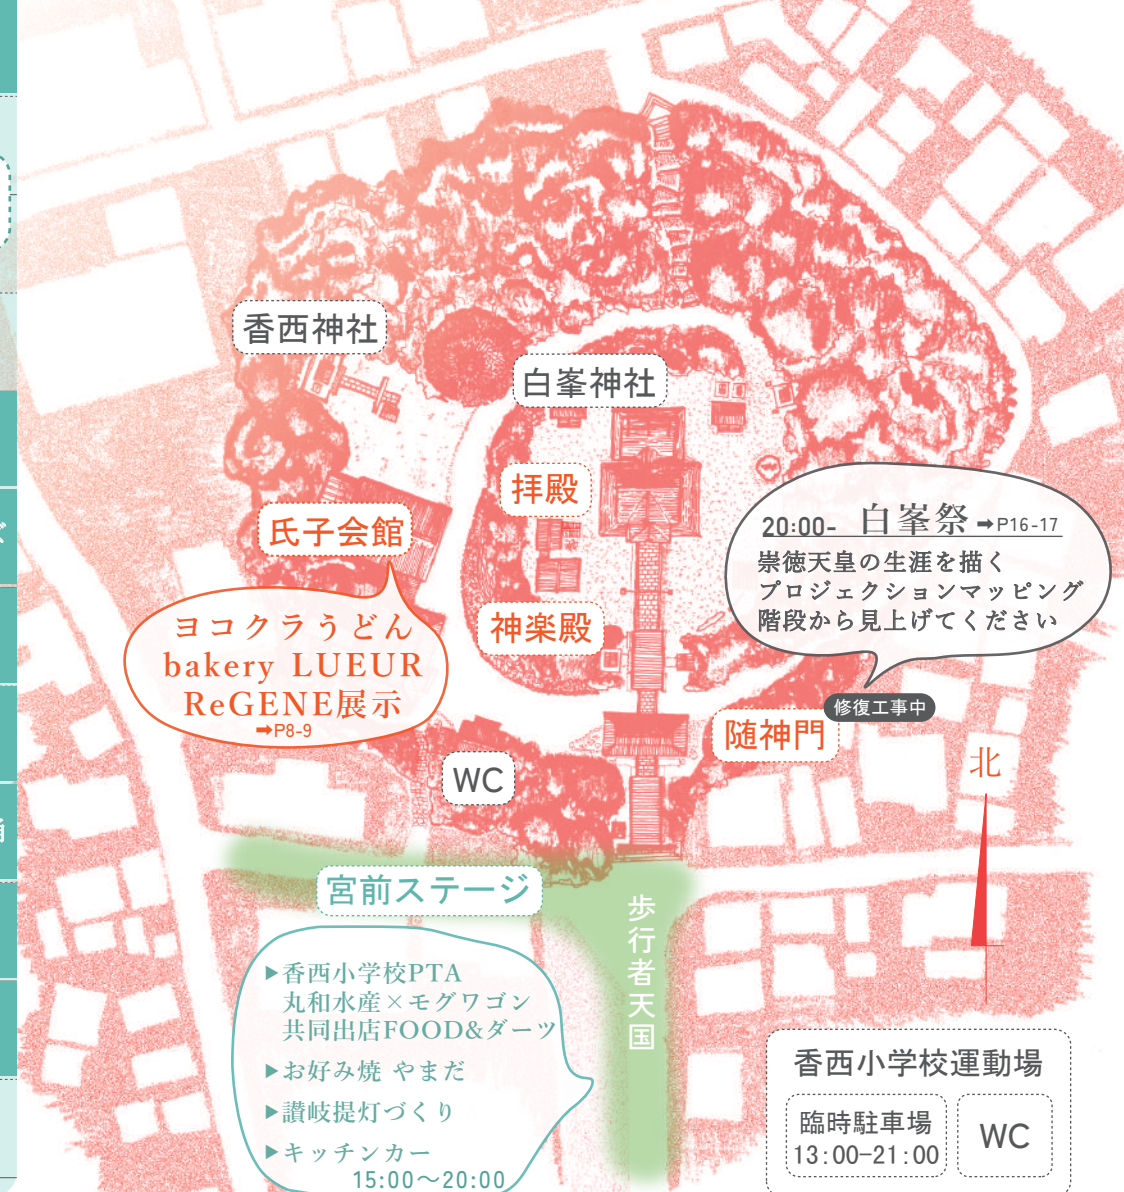 香西神社
白峯神社
拝殿
氏子会館
20:00- 白峯祭 ➡P16-17
崇徳天皇の生涯を描く
プロジェクションマッピング
階段から見上げてください
ヨコクラうどん
bakery LUEUR
ReGENE展示
➡P8-9
神楽殿
修復工事中
随神門
WC
北
宮前ステージ
歩行者天国
▶香西小学校PTA
丸和水産×モグワゴン
共同出店FOOD&ダーツ
▶お好み焼 やまだ
▶讃岐提灯づくり
▶キッチンカー
15:00〜20:00
香西小学校運動場
臨時駐車場
13:00-21:00
WC